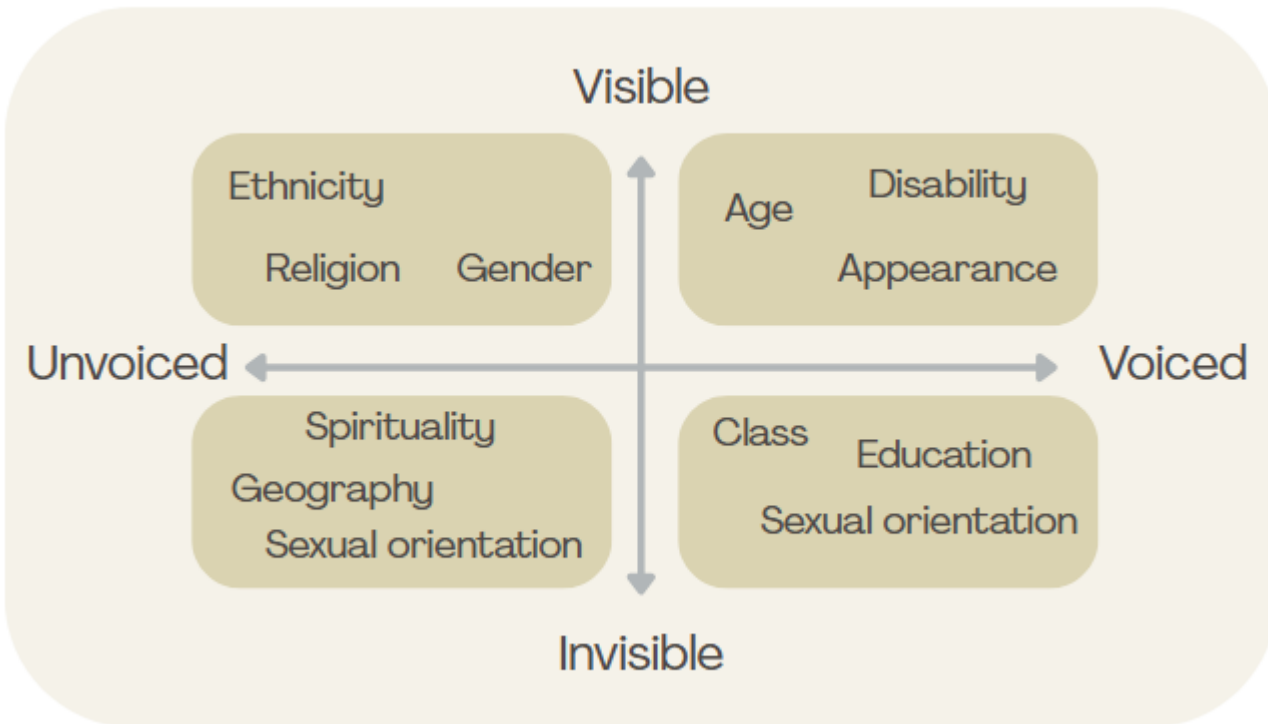 Visible
Ethnicity
Religion Gender
Age
Disability
Appearance
Unvoiced
Voiced
Spirituality
Geography
Sexual orientation
Class
Education
Sexual orientation
Invisible